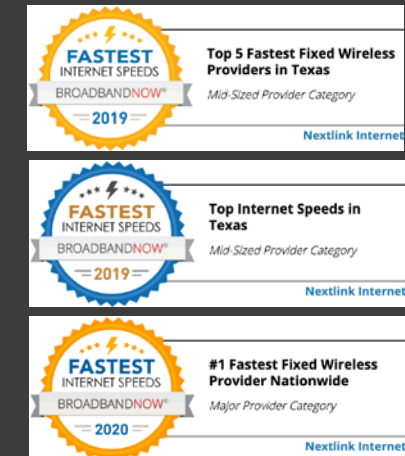 FASTEST
INTERNET SPEEDS
BROADBANDNOW®
2019
Top 5 Fastest Fixed Wireless
Providers in Texas
Mid-Sized Provider Category
Nextlink Internet
FASTEST
INTERNET SPEEDS
BROADBANDNOW®
2019
Top Internet Speeds in
Texas
Mid-Sized Provider Category
Nextlink Internet
FASTEST
INTERNET SPEEDS
BROADBANDNOW®
2020
#1 Fastest Fixed Wireless
Provider Nationwide
Major Provider Category
Nextlink Internet